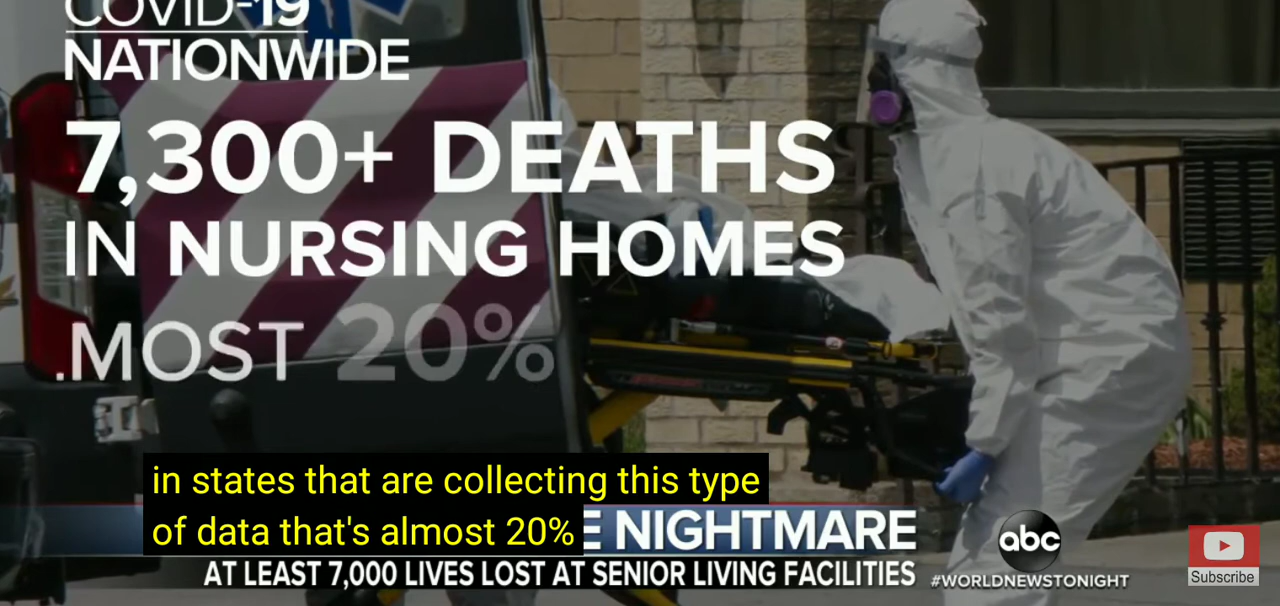 COVID-19
NATIONWIDE
7,300+ DEATHS
IN NURSING HOMES
.MOST 20%
in states that are collecting this type
of data that's almost 20%
E NIGHTMARE
AT LEAST 7,000 LIVES LOST AT SENIOR LIVING FACILITIES
abc
#WORLDNEWSTONIGHT
Subscribe